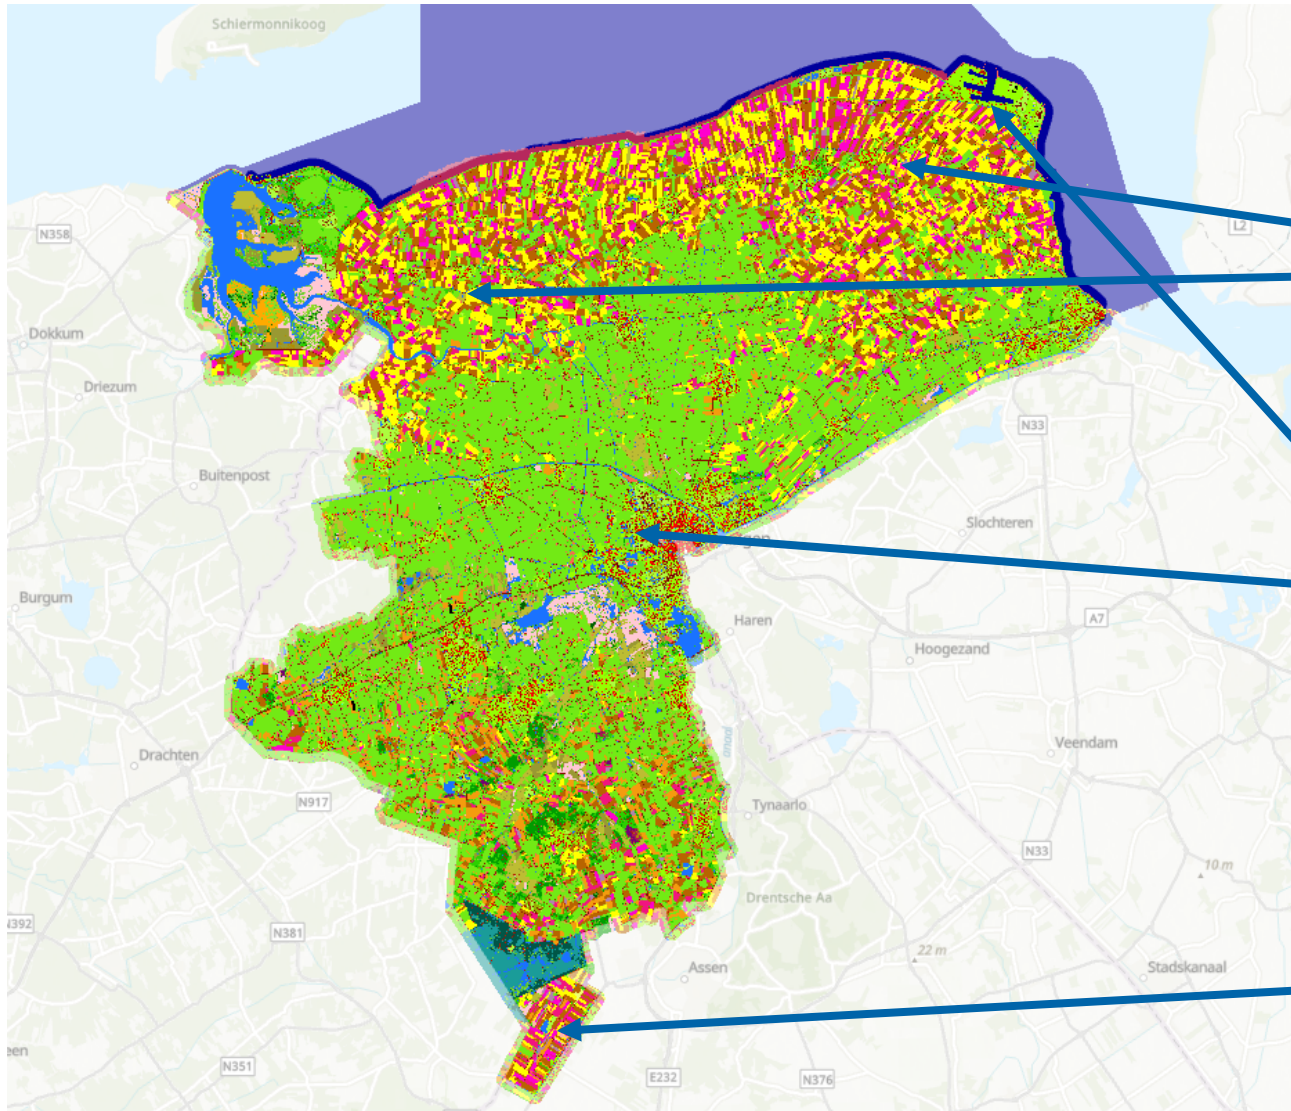 Schiermonnikoog
N358
L2
Dokkum
Driezum
N33
Buitenpost
Slochteren
Burgum
Haren
A7
Hoogezand
Drachten
Veendam
N917
Tynaarlo
N33
10 m
Drentsche Aa
N392
N381
22 m
Assen
Stadskanaal
N351
E232
N376